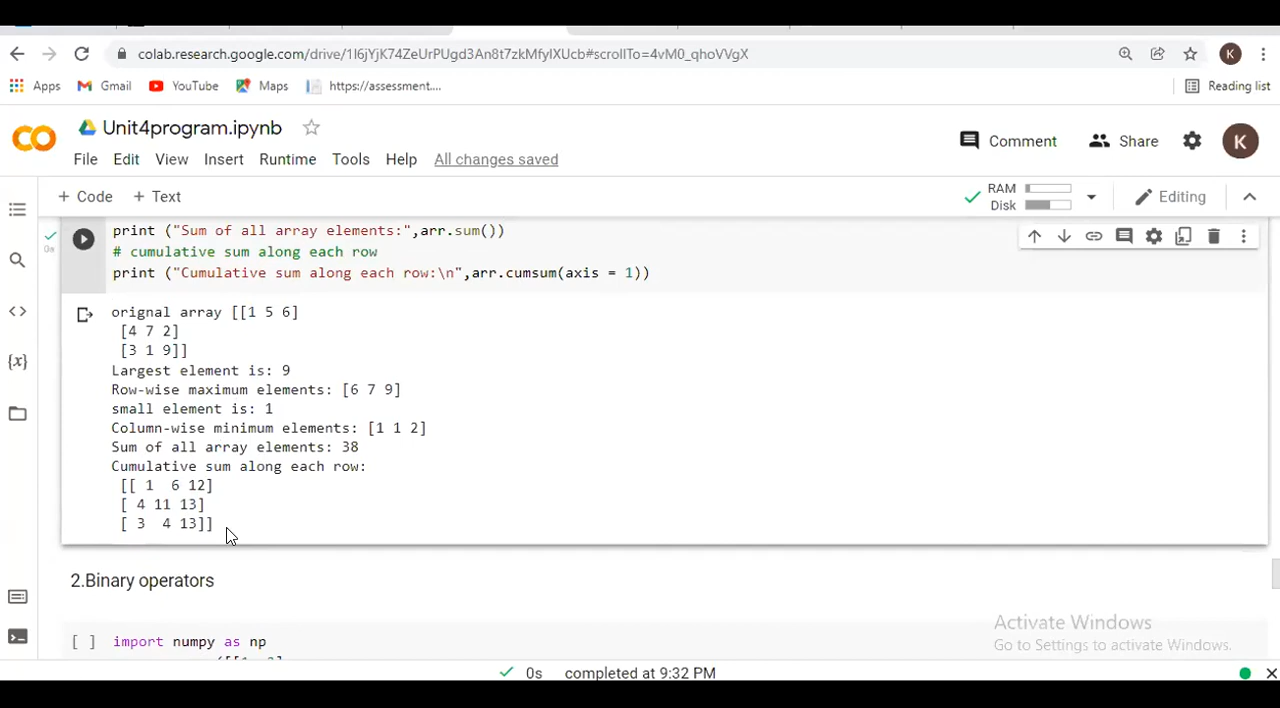 colab.research.google.com/drive/1I6jYjK74ZeUrPUgd3An8t7zkMfyIXUcb#scrollTo=4vM0_qhoVVgX
K
Apps Gmail YouTube Maps https://assessment.... Reading list
CO Unit4program.ipynb
Comment Share K
File Edit View Insert Runtime Tools Help All changes saved
+ Code + Text RAM Disk Editing
print ("Sum of all array elements:",arr.sum())
# cumulative sum along each row
print ("Cumulative sum along each row:\n",arr.cumsum(axis = 1))
0s
orignal array [[1 5 6]
[4 7 2]
[3 1 9]]
Largest element is: 9
Row-wise maximum elements: [6 7 9]
small element is: 1
Column-wise minimum elements: [1 1 2]
Sum of all array elements: 38
Cumulative sum along each row:
[[ 1 6 12]
[ 4 11 13]
[ 3 4 13]]
2.Binary operators
[ ] import numpy as np
Activate Windows
Go to Settings to activate Windows.
0s completed at 9:32 PM